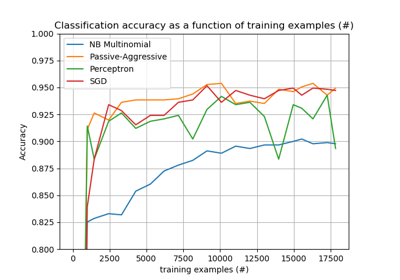 Classification accuracy as a function of training examples (#)
1.000
0.975
0.950
0.925
0.900
0.875
0.850
0.825
0.800
Accuracy
NB Multinomial
Passive-Aggressive
Perceptron
SGD
0 2500 5000 7500 10000 12500 15000 17500
training examples (#)